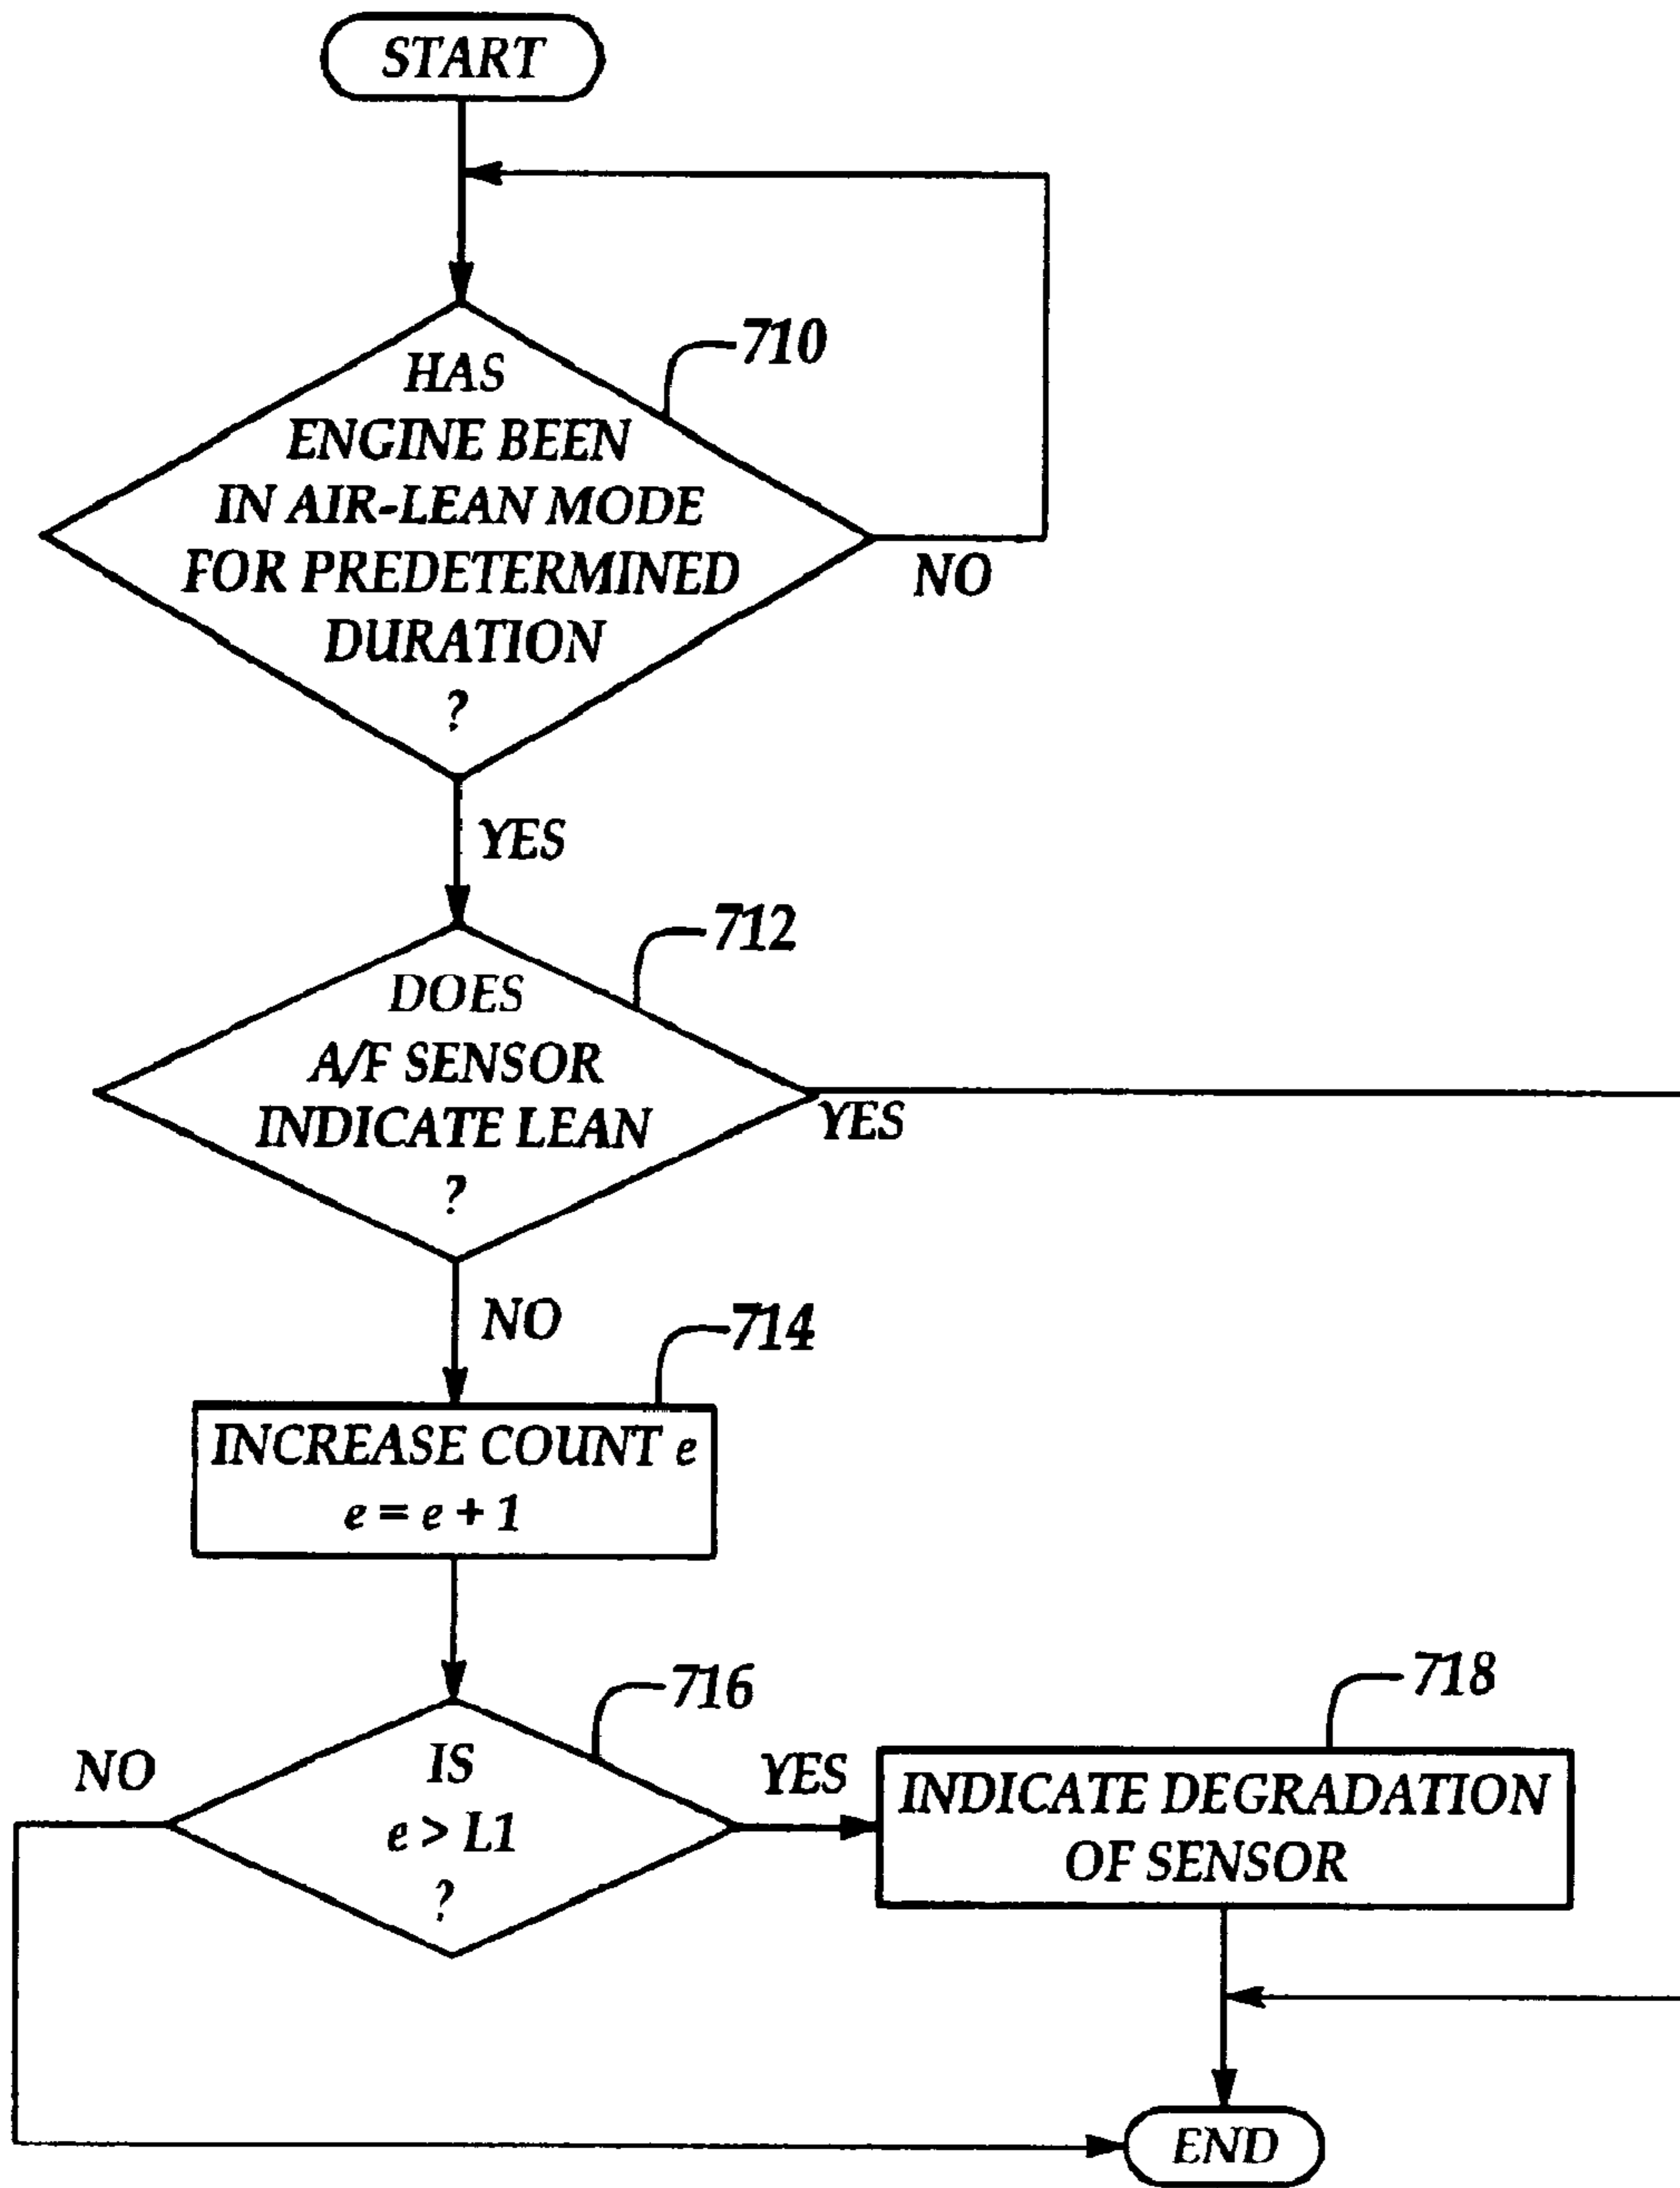 START
710
HAS
ENGINE BEEN
IN AIR-LEAN MODE
FOR PREDETERMINED
DURATION
?
NO
YES
712
DOES
A/F SENSOR
INDICATE LEAN
?
YES
NO
714
INCREASE COUNT e
e = e + 1
716
718
NO
IS
e > L1
?
YES
INDICATE DEGRADATION
OF SENSOR
END